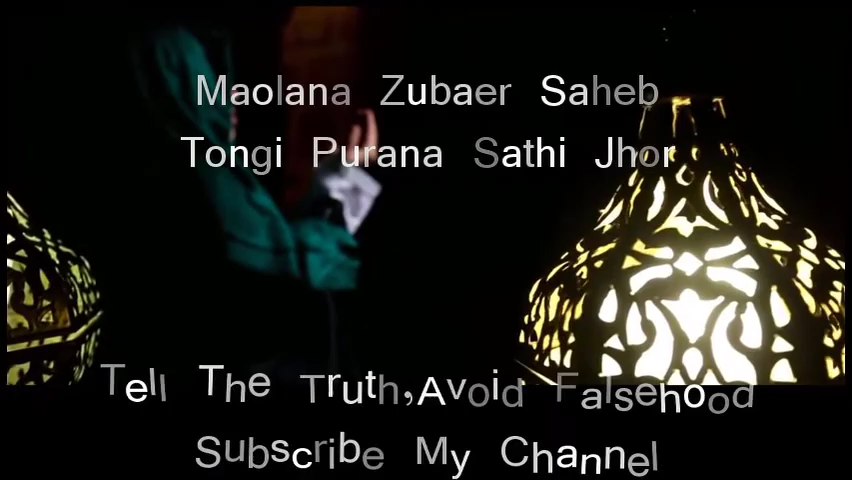 Maolana Zubaer Saheb
Tongi Purana Sathi Jhor
Tell The Truth,Avoid Falsehood
Subscribe My Channel